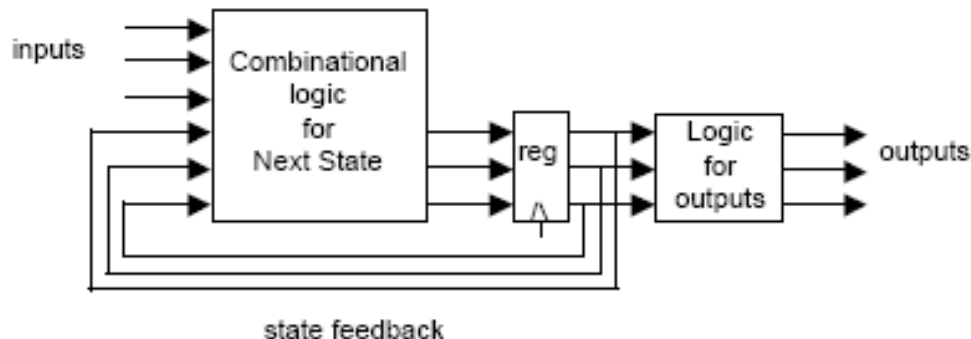 inputs
Combinational
logic
for
Next State
reg
Logic
for
outputs
outputs
state feedback